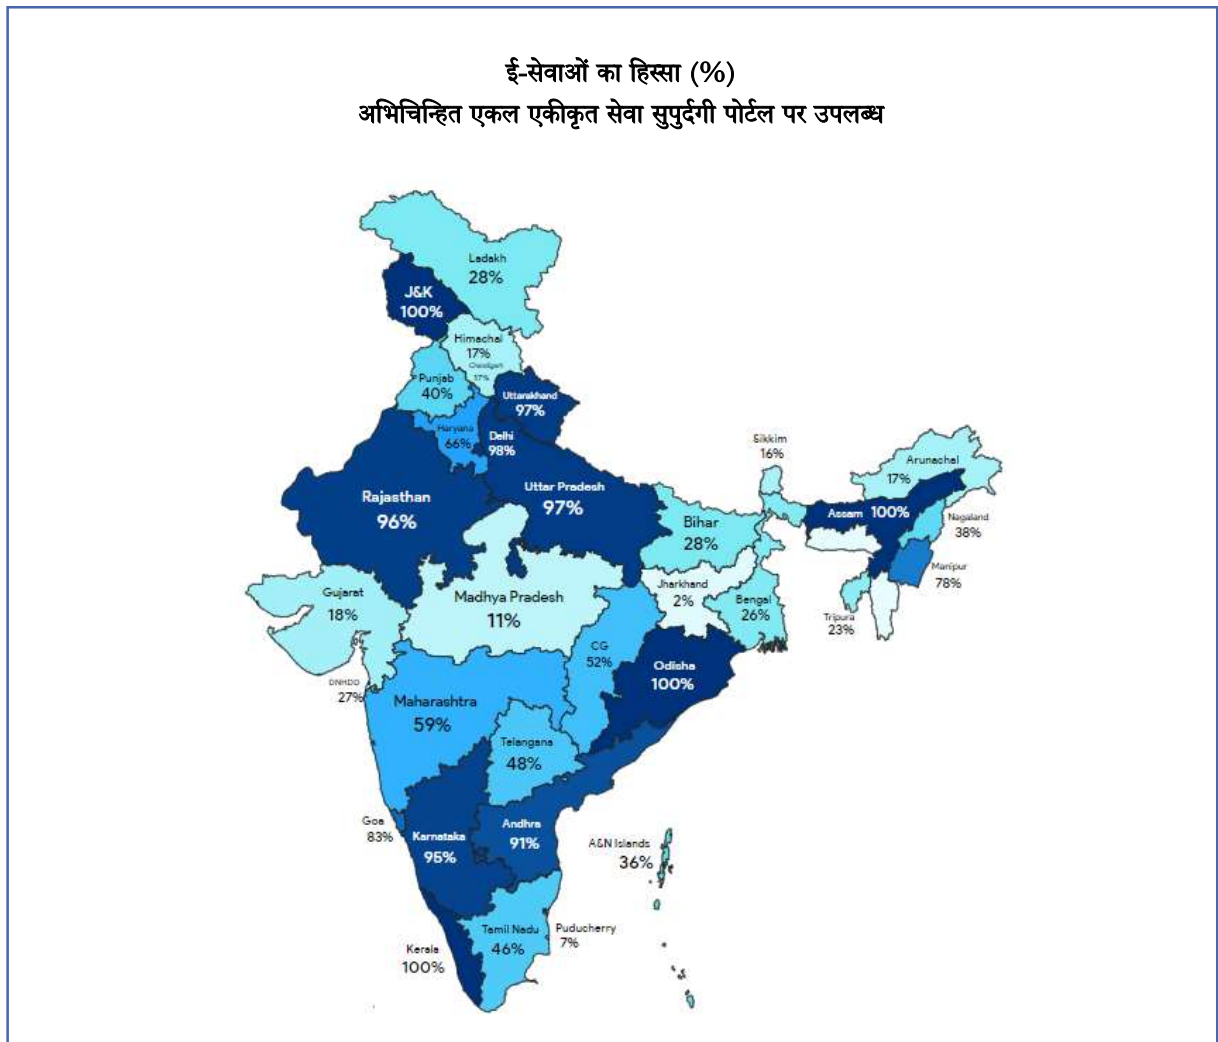 ई-सेवाओं का हिस्सा (%)
अभिचिन्हित एकल एकीकृत सेवा सुपुर्दगी पोर्टल पर उपलब्ध
Ladakh
28%
J&K
100%
Himachal
17%
Chandigarh
17%
Punjab
40%
Uttarakhand
97%
Haryana
66%
Delhi
98%
Sikkim
16%
Arunachal
17%
Rajasthan
96%
Uttar Pradesh
97%
Assam 100%
Nagaland
38%
Bihar
28%
Manipur
78%
Gujarat
18%
Madhya Pradesh
11%
Jharkhand
2%
Bengal
26%
Tripura
23%
CG
52%
Odisha
100%
DNHDD
27%
Maharashtra
59%
Telangana
48%
Goa
83%
Karnataka
95%
Andhra
91%
A&N Islands
36%
Tamil Nadu
46%
Puducherry
7%
Kerala
100%